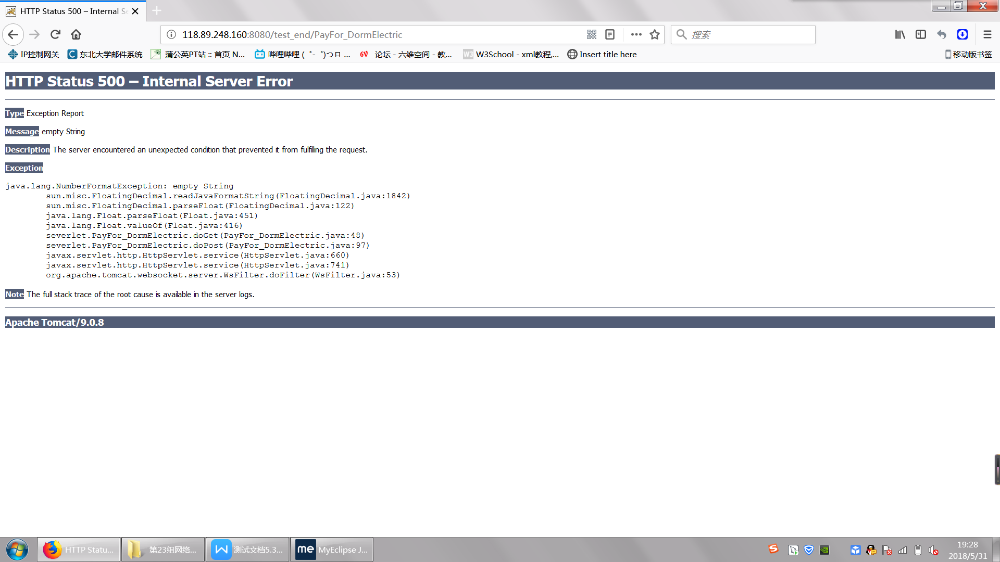 HTTP Status 500 – Internal Se
118.89.248.160:8080/test_end/PayFor_DormElectric
搜索
IP控制网关
东北大学邮件系统
蒲公英PT站 :: 首页 N...
哔哩哔哩 ( ゜- ゜)つロ ...
6V
论坛 - 六维空间 - 教...
W3
W3School - xml教程,...
Insert title here
移动版书签
HTTP Status 500 – Internal Server Error
Type Exception Report
Message empty String
Description The server encountered an unexpected condition that prevented it from fulfilling the request.
Exception
java.lang.NumberFormatException: empty String
sun.misc.FloatingDecimal.readJavaFormatString(FloatingDecimal.java:1842)
sun.misc.FloatingDecimal.parseFloat(FloatingDecimal.java:122)
java.lang.Float.parseFloat(Float.java:451)
java.lang.Float.valueOf(Float.java:416)
severlet.PayFor_DormElectric.doGet(PayFor_DormElectric.java:48)
severlet.PayFor_DormElectric.doPost(PayFor_DormElectric.java:97)
javax.servlet.http.HttpServlet.service(HttpServlet.java:660)
javax.servlet.http.HttpServlet.service(HttpServlet.java:741)
org.apache.tomcat.websocket.server.WsFilter.doFilter(WsFilter.java:53)
Note The full stack trace of the root cause is available in the server logs.
Apache Tomcat/9.0.8
HTTP Statu...
第23组网络...
测试文档5.3...
me
MyEclipse J...
19:28
2018/5/31